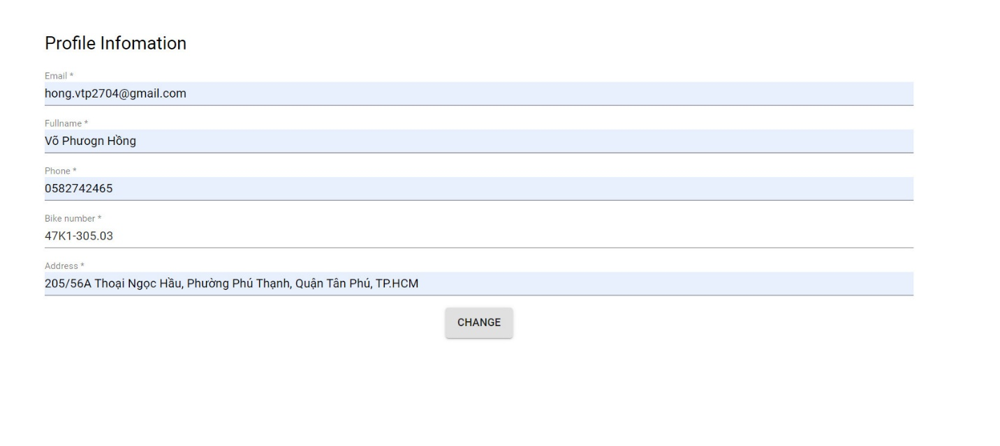 Profile Infomation
Email *
hong.vtp2704@gmail.com
Fullname *
Võ Phưogn Hồng
Phone *
0582742465
Bike number *
47K1-305.03
Address *
205/56A Thoại Ngọc Hầu, Phường Phú Thạnh, Quận Tân Phú, TP.HCM
CHANGE